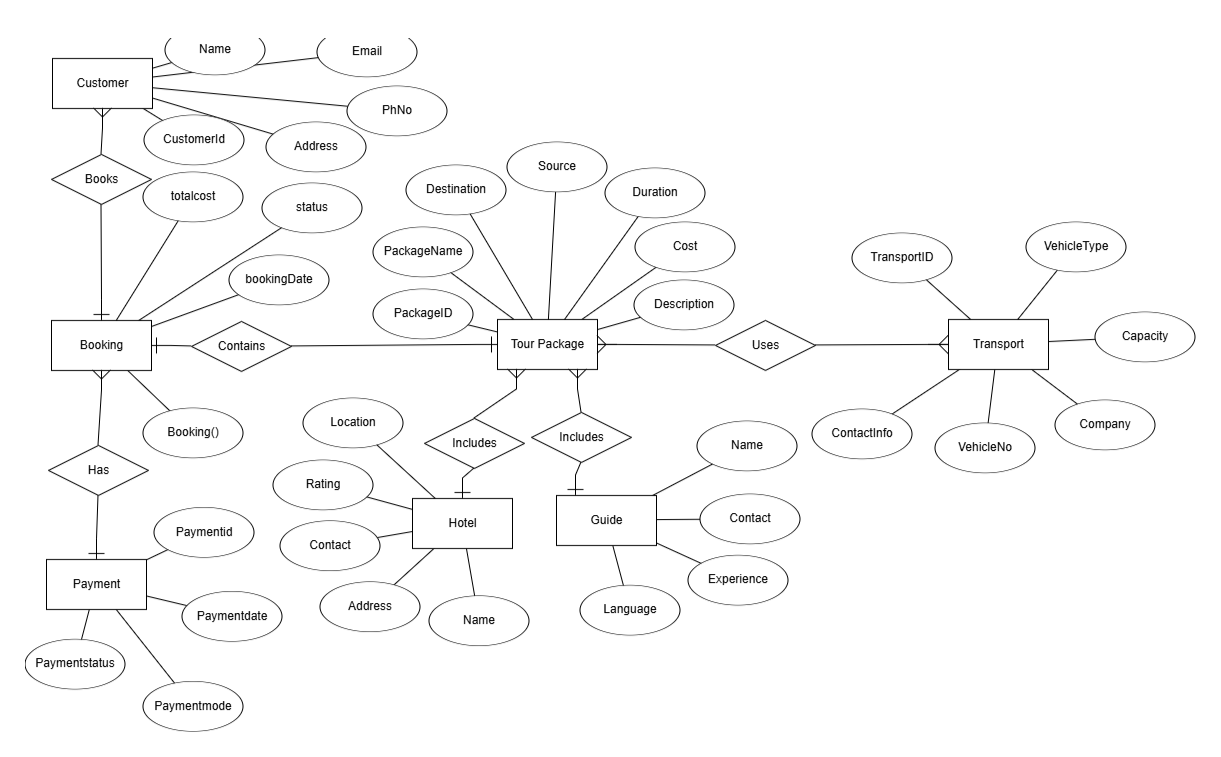 Name
Email
Customer
PhNo
CustomerId
Address
Books
totalcost
status
bookingDate
Booking
Contains
Booking()
Has
Paymentid
Payment
Paymentdate
Paymentstatus
Paymentmode
Source
Destination
Duration
PackageName
Cost
PackageID
Description
Tour Package
Uses
TransportID
VehicleType
Transport
Capacity
ContactInfo
VehicleNo
Company
Includes
Includes
Location
Rating
Hotel
Contact
Address
Name
Name
Guide
Contact
Experience
Language